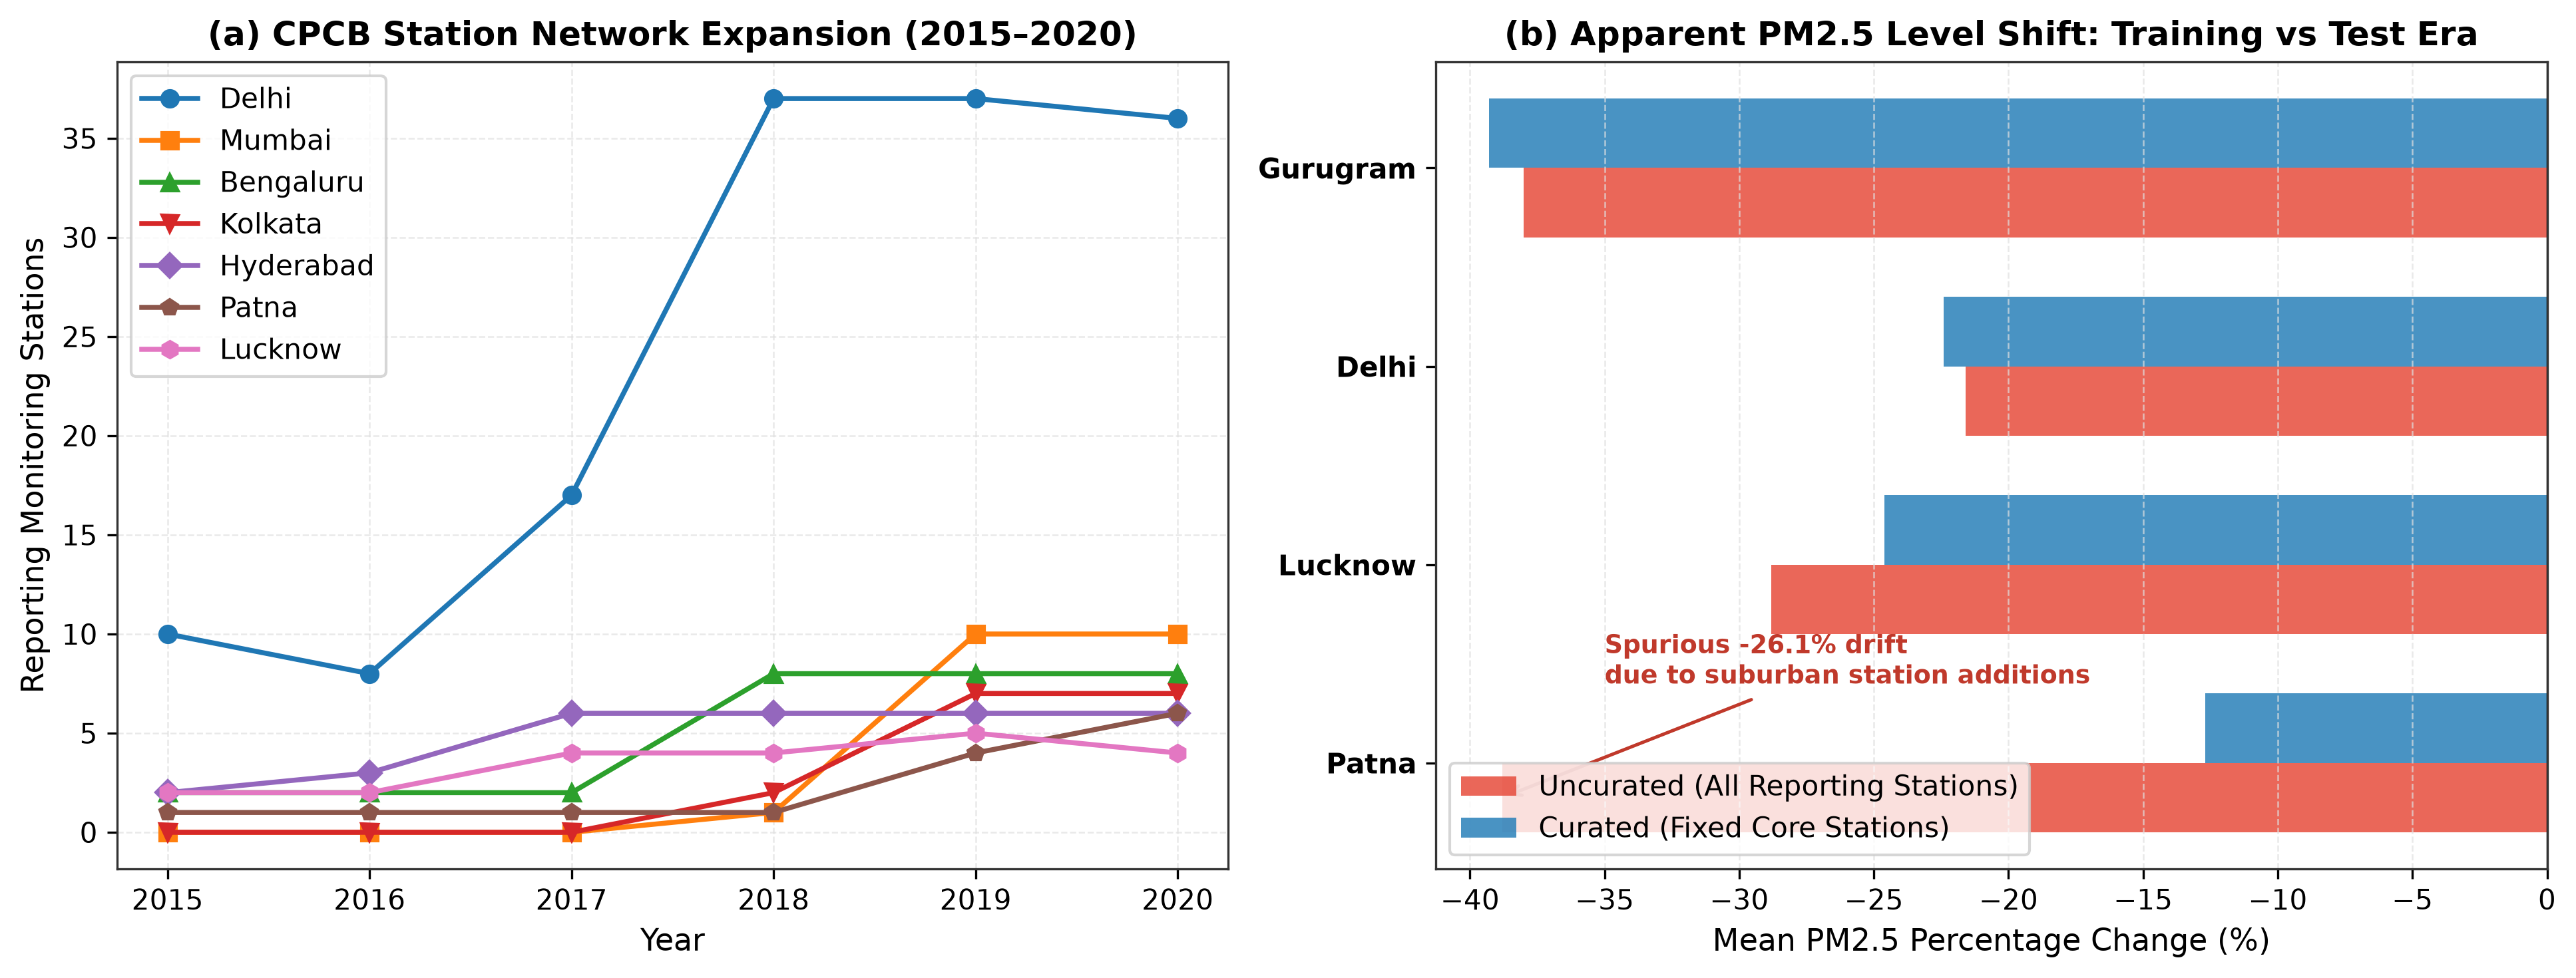 (a) CPCB Station Network Expansion (2015–2020)
Reporting Monitoring Stations
35
30
25
20
15
10
5
0
Delhi
Mumbai
Bengaluru
Kolkata
Hyderabad
Patna
Lucknow
2015 2016 2017 2018 2019 2020
Year
(b) Apparent PM2.5 Level Shift: Training vs Test Era
Gurugram
Delhi
Lucknow
Patna
Spurious -26.1% drift
due to suburban station additions
Uncurated (All Reporting Stations)
Curated (Fixed Core Stations)
−40 −35 −30 −25 −20 −15 −10 −5 0
Mean PM2.5 Percentage Change (%)